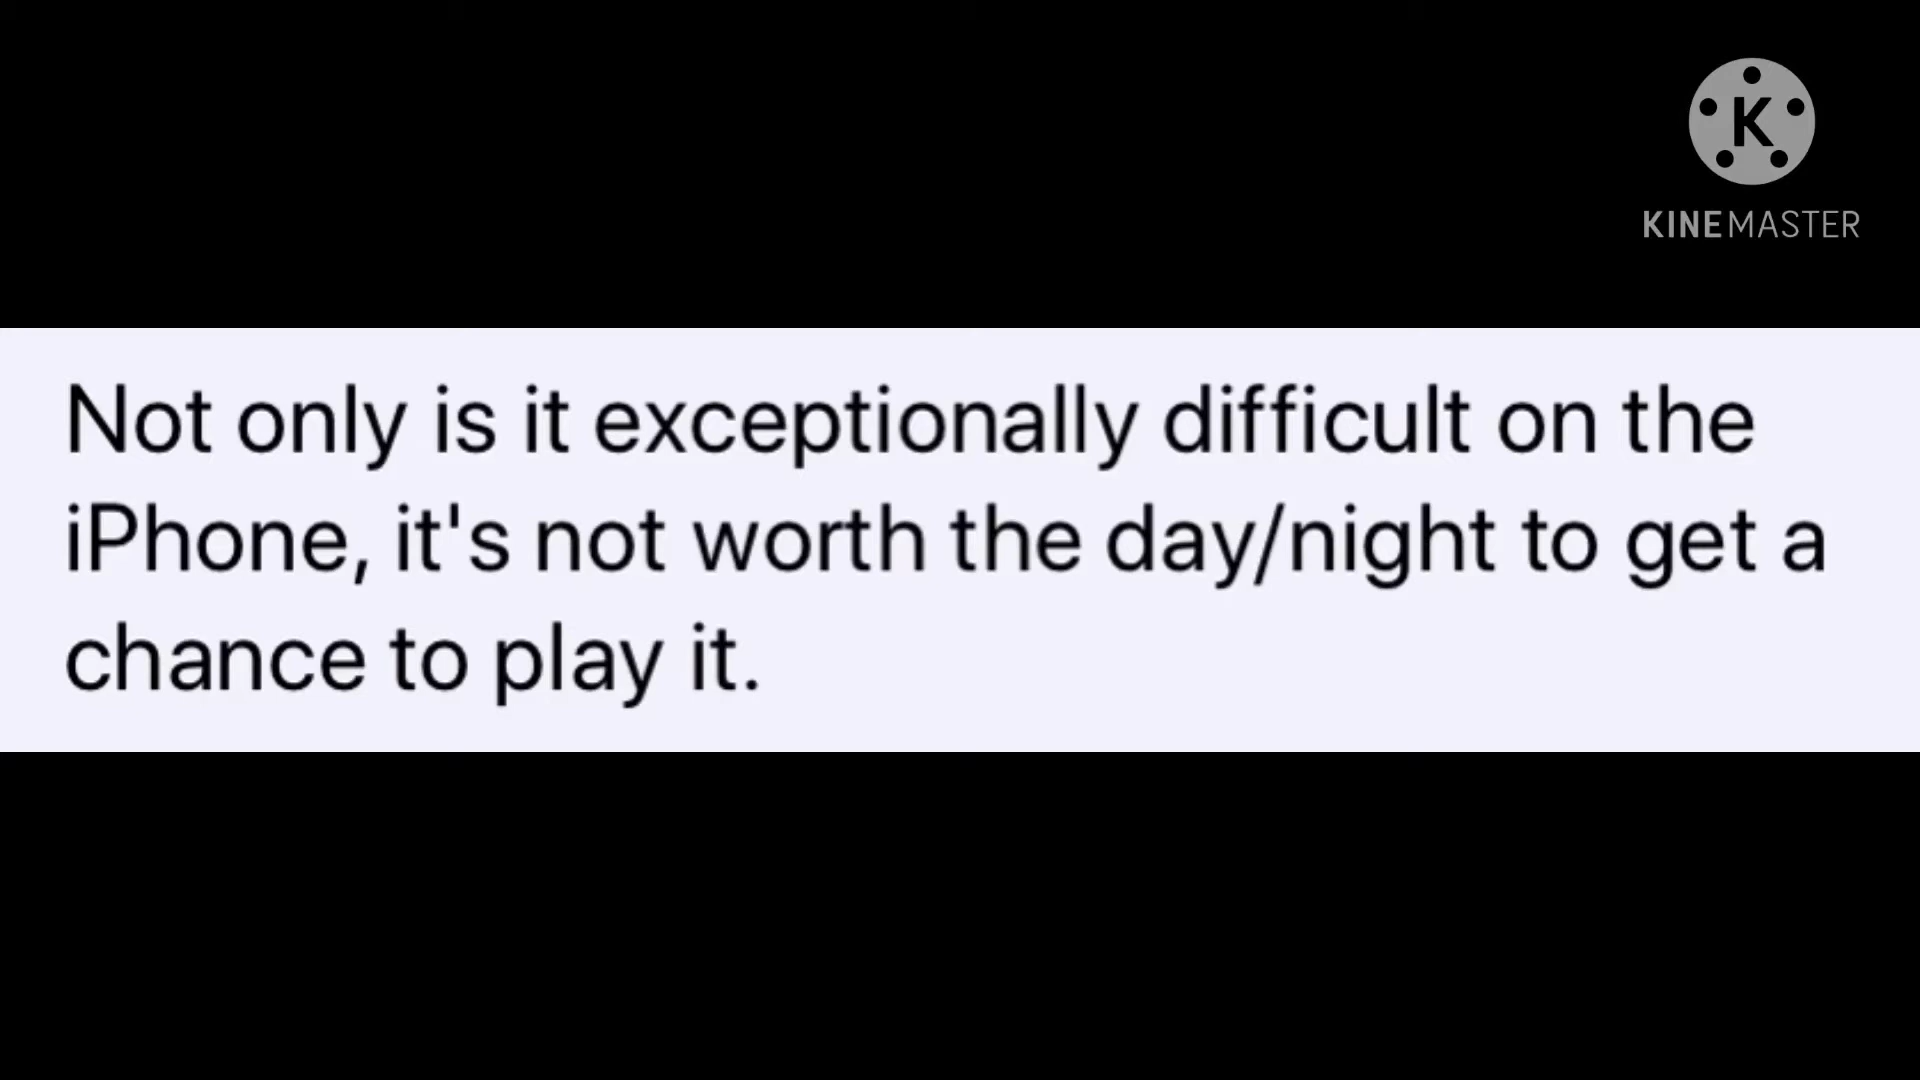 K
KINEMASTER
Not only is it exceptionally difficult on the
iPhone, it's not worth the day/night to get a
chance to play it.